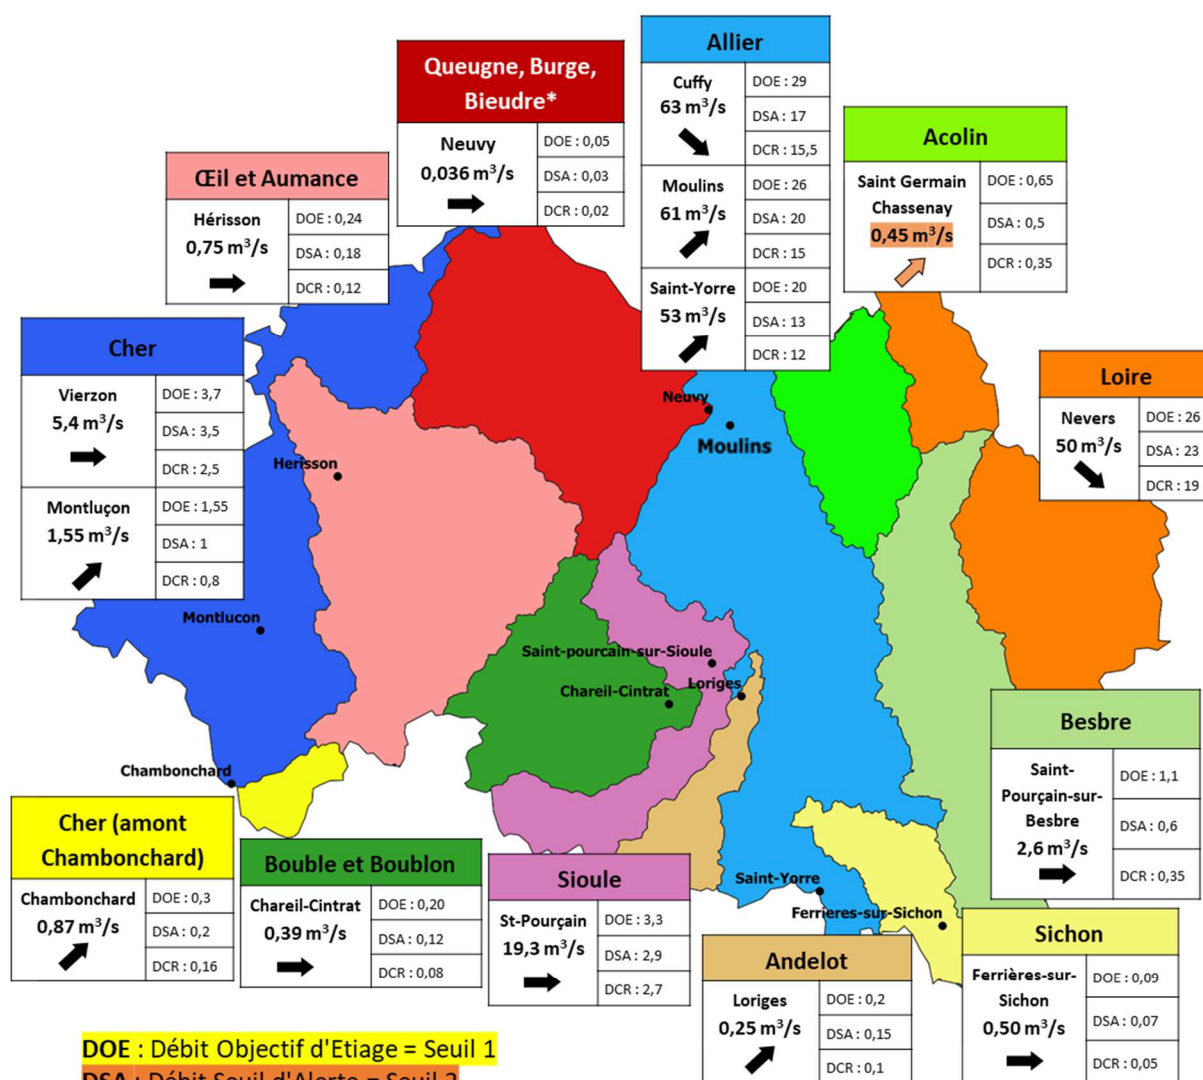 Allier
Cuffy
63 m³/s
DOE : 29
DSA : 17
DCR : 15,5
Moulins
61 m³/s
DOE : 26
DSA : 20
DCR : 15
Saint-Yorre
53 m³/s
DOE : 20
DSA : 13
DCR : 12
Queugne, Burge,
Bieudre*
Neuvy
0,036 m³/s
DOE : 0,05
DSA : 0,03
DCR : 0,02
Acolin
Saint Germain
Chassenay
0,45 m³/s
DOE : 0,65
DSA : 0,5
DCR : 0,35
Œil et Aumance
Hérisson
0,75 m³/s
DOE : 0,24
DSA : 0,18
DCR : 0,12
Cher
Vierzon
5,4 m³/s
DOE : 3,7
DSA : 3,5
DCR : 2,5
Montluçon
1,55 m³/s
DOE : 1,55
DSA : 1
DCR : 0,8
Loire
Nevers
50 m³/s
DOE : 26
DSA : 23
DCR : 19
Neuvy
Moulins
Herisson
Montlucon
Saint-pourcain-sur-Sioule
Loriges
Chareil-Cintrat
Chambonchard
Saint-Yorre
Ferrieres-sur-Sichon
Besbre
Saint-
Pourçain-sur-
Besbre
2,6 m³/s
DOE : 1,1
DSA : 0,6
DCR : 0,35
Cher (amont
Chambonchard)
Chambonchard
0,87 m³/s
DOE : 0,3
DSA : 0,2
DCR : 0,16
Bouble et Boublon
Chareil-Cintrat
0,39 m³/s
DOE : 0,20
DSA : 0,12
DCR : 0,08
Sioule
St-Pourçain
19,3 m³/s
DOE : 3,3
DSA : 2,9
DCR : 2,7
Andelot
Loriges
0,25 m³/s
DOE : 0,2
DSA : 0,15
DCR : 0,1
Sichon
Ferrières-sur-
Sichon
0,50 m³/s
DOE : 0,09
DSA : 0,07
DCR : 0,05
DOE : Débit Objectif d'Etiage = Seuil 1
DSA : Débit Seuil d'Alerte = Seuil 2